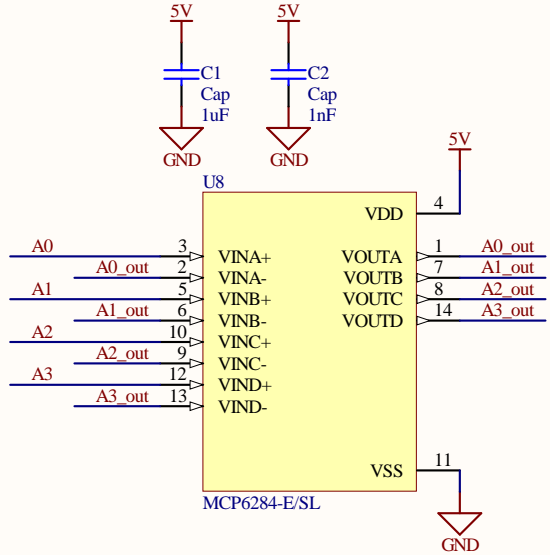 5V
5V
C1
Cap
1uF
C2
Cap
1nF
GND
GND
5V
U8
VDD 4
A0 3 VINA+ VOUTA 1 A0_out
A0_out 2 VINA- VOUTB 7 A1_out
A1 5 VINB+ VOUTC 8 A2_out
A1_out 6 VINB- VOUTD 14 A3_out
A2 10 VINC+
A2_out 9 VINC-
A3 12 VIND+
A3_out 13 VIND-
VSS 11
MCP6284-E/SL
GND